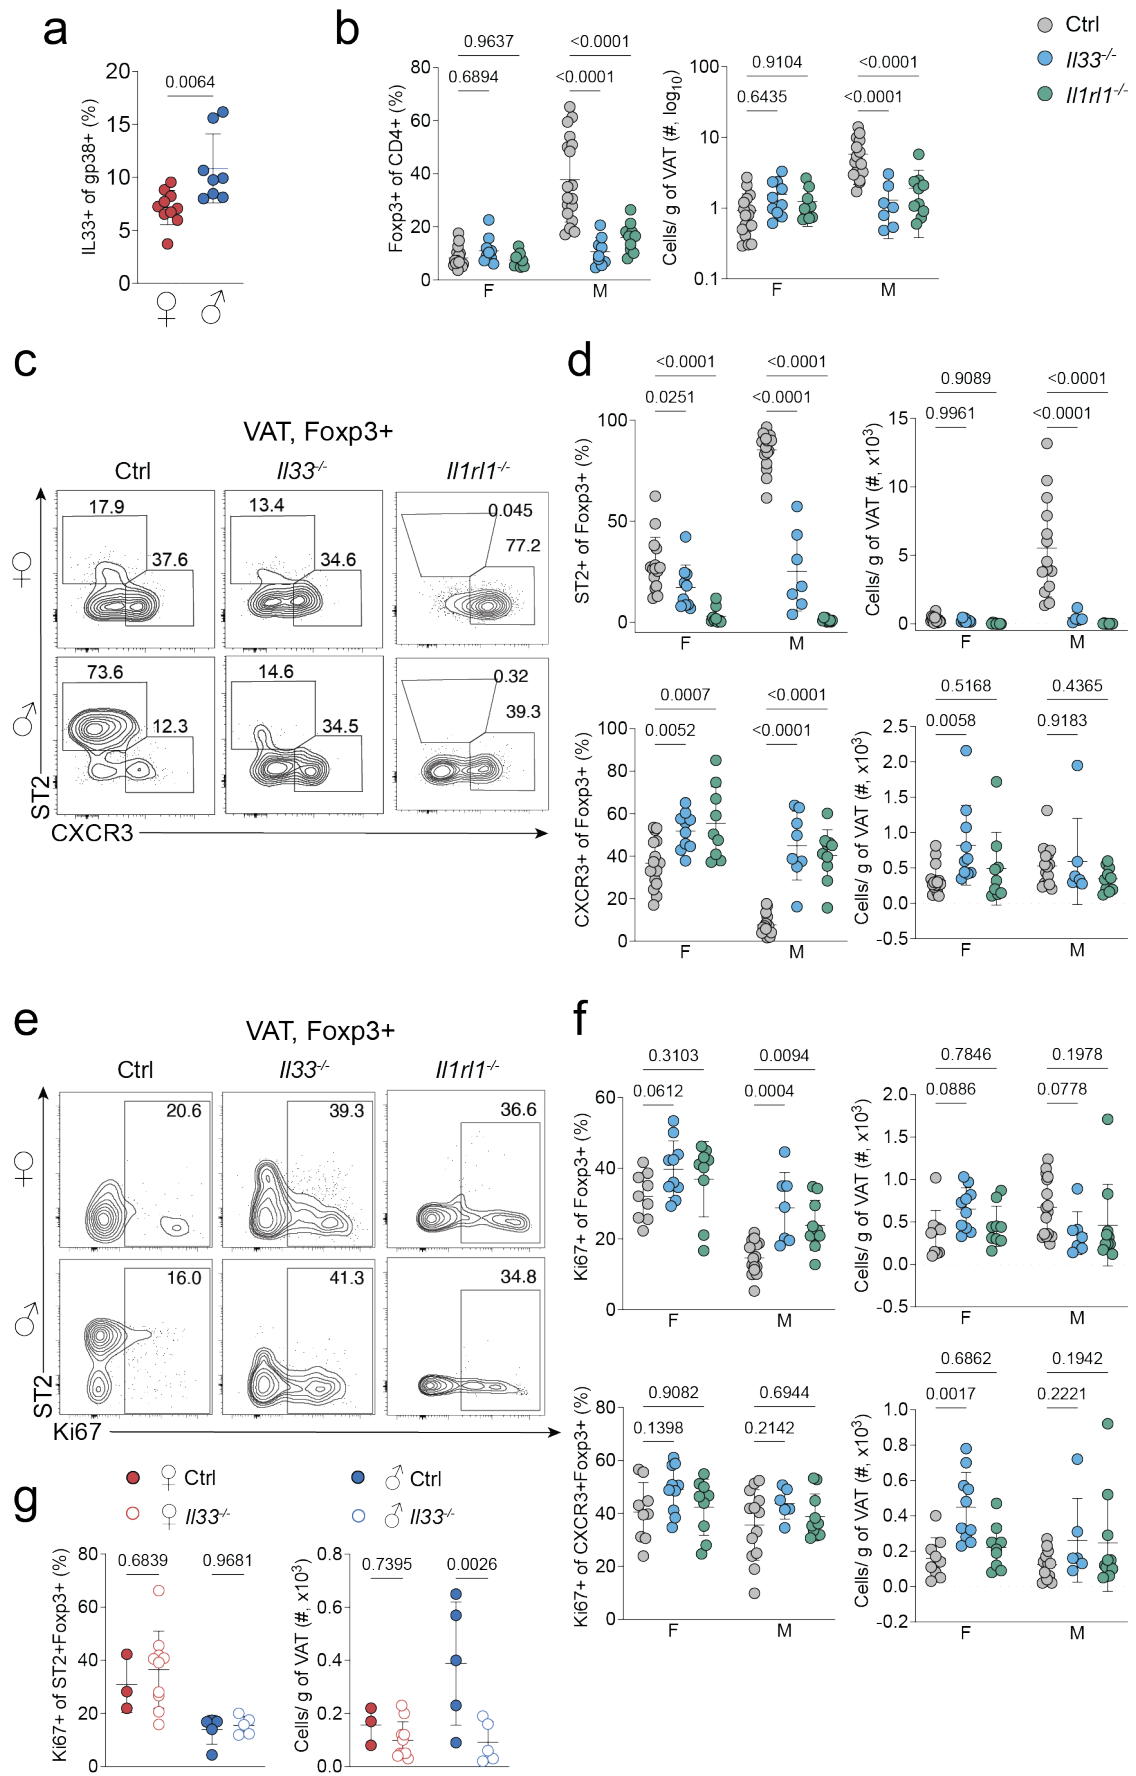 a
IL33+ of gp38+ (%)
20
15
10
5
0
0.0064
♀
♂
b
Foxp3+ of CD4+ (%)
80
60
40
20
0
0.9637
0.6894
<0.0001
<0.0001
F
M
Cells/ g of VAT (#, log10)
100
10
1
0.1
0.9104
0.6435
<0.0001
<0.0001
F
M
Ctrl
Il33-/-
Il1rl1-/-
c
VAT, Foxp3+
Ctrl
Il33-/-
Il1rl1-/-
♀
17.9
37.6
13.4
34.6
0.045
77.2
♂
73.6
12.3
14.6
34.5
0.32
39.3
ST2
CXCR3
d
ST2+ of Foxp3+ (%)
100
50
0
<0.0001
0.0251
<0.0001
<0.0001
F
M
Cells/ g of VAT (#, x103)
15
10
5
0
0.9089
0.9961
<0.0001
<0.0001
F
M
CXCR3+ of Foxp3+ (%)
100
80
60
40
20
0
0.0007
0.0052
<0.0001
<0.0001
F
M
Cells/ g of VAT (#, x103)
2.5
2.0
1.5
1.0
0.5
0.0
-0.5
0.5168
0.0058
0.4365
0.9183
F
M
e
VAT, Foxp3+
Ctrl
Il33-/-
Il1rl1-/-
♀
20.6
39.3
36.6
♂
16.0
41.3
34.8
ST2
Ki67
f
Ki67+ of Foxp3+ (%)
60
40
20
0
0.3103
0.0612
0.0094
0.0004
F
M
Cells/ g of VAT (#, x103)
2.0
1.5
1.0
0.5
0.0
-0.5
0.7846
0.0886
0.1978
0.0778
F
M
Ki67+ of CXCR3+Foxp3+ (%)
80
60
40
20
0
0.9082
0.1398
0.6944
0.2142
F
M
Cells/ g of VAT (#, x103)
1.0
0.8
0.6
0.4
0.2
0.0
-0.2
0.6862
0.0017
0.1942
0.2221
F
M
g
♀ Ctrl
♀ Il33-/-
♂ Ctrl
♂ Il33-/-
Ki67+ of ST2+Foxp3+ (%)
80
60
40
20
0
0.6839
0.9681
Cells/ g of VAT (#, x103)
0.8
0.6
0.4
0.2
0.0
0.7395
0.0026